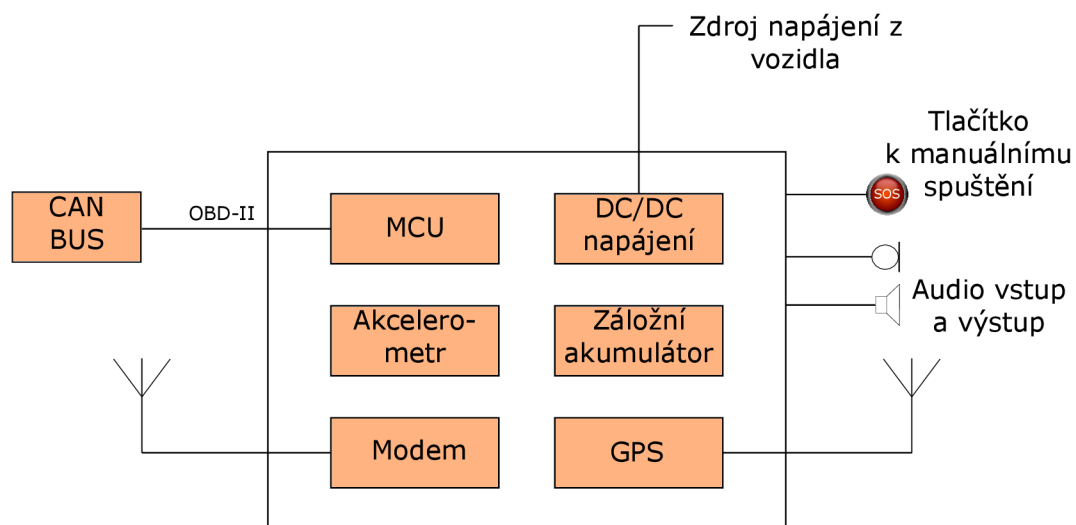 Zdroj napájení z
vozidla
Tlačítko
k manuálnímu
spuštění
SOS
CAN
BUS
OBD-II
MCU
DC/DC
napájení
Akcelero-
metr
Záložní
akumulátor
Audio vstup
a výstup
Modem
GPS